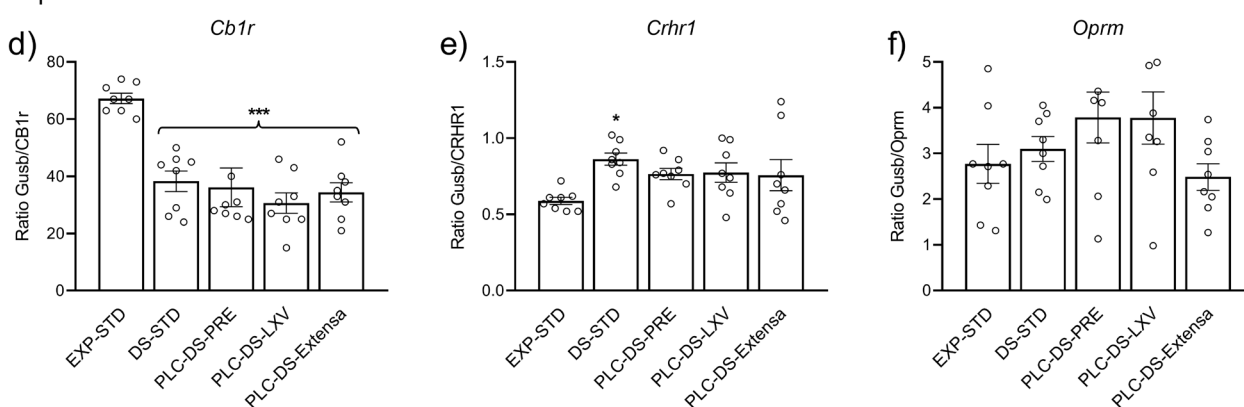 d)
Cb1r
Ratio Gusb/CB1r
80
60
40
20
0
***
EXP-STD
DS-STD
PLC-DS-PRE
PLC-DS-LXV
PLC-DS-Extensa
e)
Crhr1
Ratio Gusb/CRHR1
1.5
1.0
0.5
0.0
*
EXP-STD
DS-STD
PLC-DS-PRE
PLC-DS-LXV
PLC-DS-Extensa
f)
Oprm
Ratio Gusb/Oprm
5
4
3
2
1
0
EXP-STD
DS-STD
PLC-DS-PRE
PLC-DS-LXV
PLC-DS-Extensa